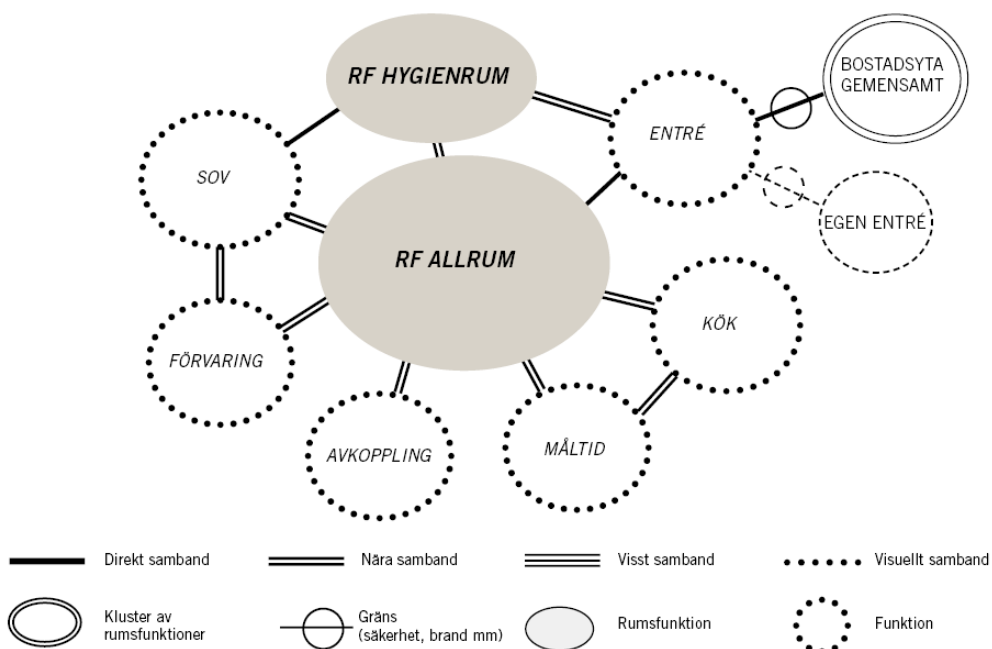 RF HYGIENRUM
BOSTADSYTA
GEMENSAMT
ENTRÉ
SOV
EGEN ENTRÉ
RF ALLRUM
KÖK
FÖRVARING
AVKOPPLING
MÅLTID
Direkt samband
Nära samband
Visst samband
Visuellt samband
Kluster av
rumsfunktioner
Gräns
(säkerhet, brand mm)
Rumsfunktion
Funktion